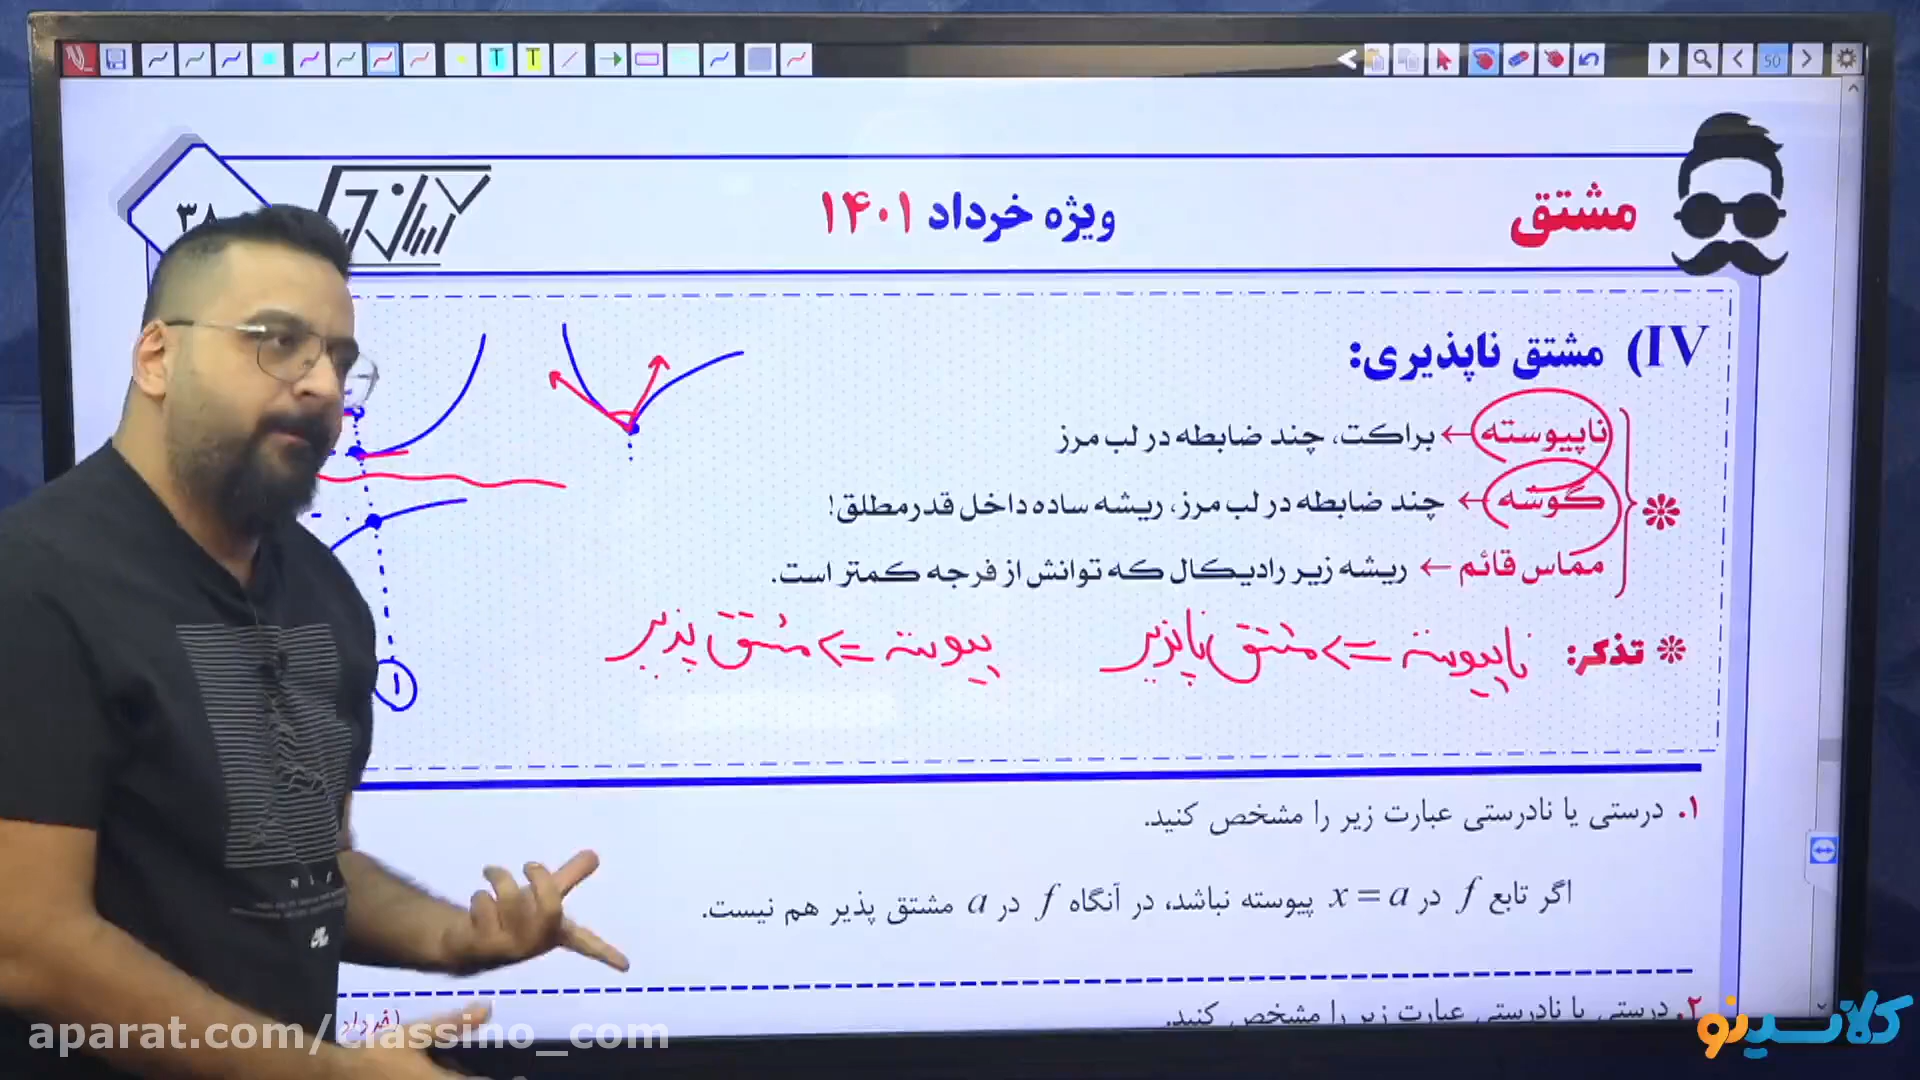 مشتق
ویژه خرداد ۱۴۰۱
۳۸
IV) مشتق ناپذیری:
ناپیوسته ← براکت، چند ضابطه در لب مرز
گوشه ← چند ضابطه در لب مرز، ریشه ساده داخل قدرمطلق!
مماس قائم ← ریشه زیر رادیکال که توانش از فرجه کمتر است.
* تذکر: ناپیوسته => مشتق ناپذیر پیوسته => مشتق پذیر
۱
۱. درستی یا نادرستی عبارت زیر را مشخص کنید.
اگر تابع f در x = a پیوسته نباشد، در آنگاه f در a مشتق پذیر هم نیست.
۲. درستی یا نادرستی عبارت زیر را مشخص کنید.
50
T
T
aparat.com/classino_com
کلاسینو